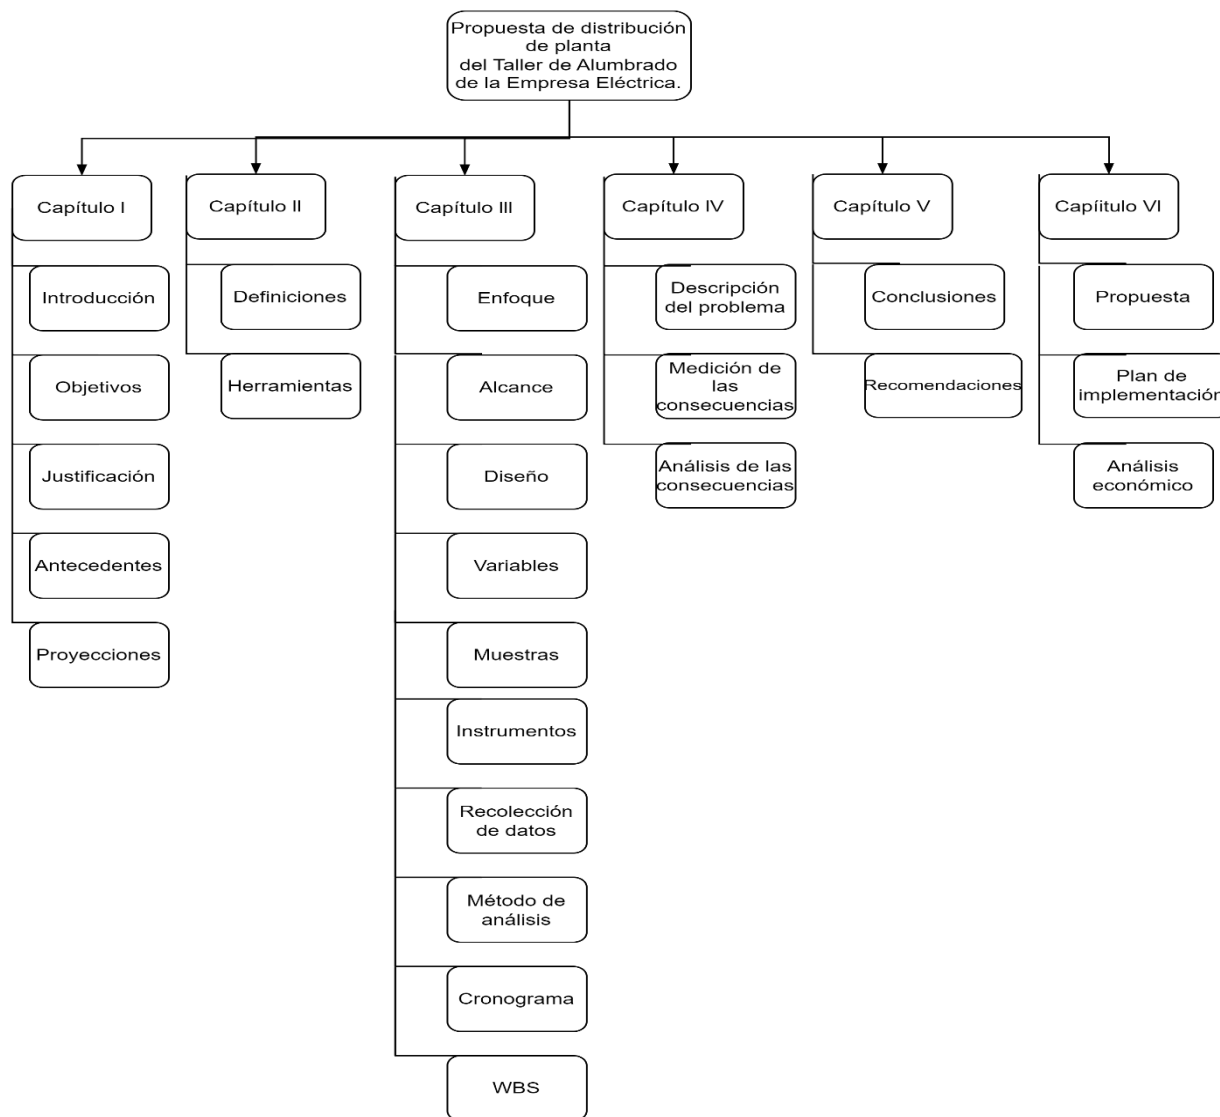 Propuesta de distribución
de planta
del Taller de Alumbrado
de la Empresa Eléctrica.
Capítulo I
Introducción
Objetivos
Justificación
Antecedentes
Proyecciones
Capítulo II
Definiciones
Herramientas
Capítulo III
Enfoque
Alcance
Diseño
Variables
Muestras
Instrumentos
Recolección
de datos
Método de
análisis
Cronograma
WBS
Capítulo IV
Descripción
del problema
Medición de
las
consecuencias
Análisis de las
consecuencias
Capítulo V
Conclusiones
Recomendaciones
Capíitulo VI
Propuesta
Plan de
implementación
Análisis
económico